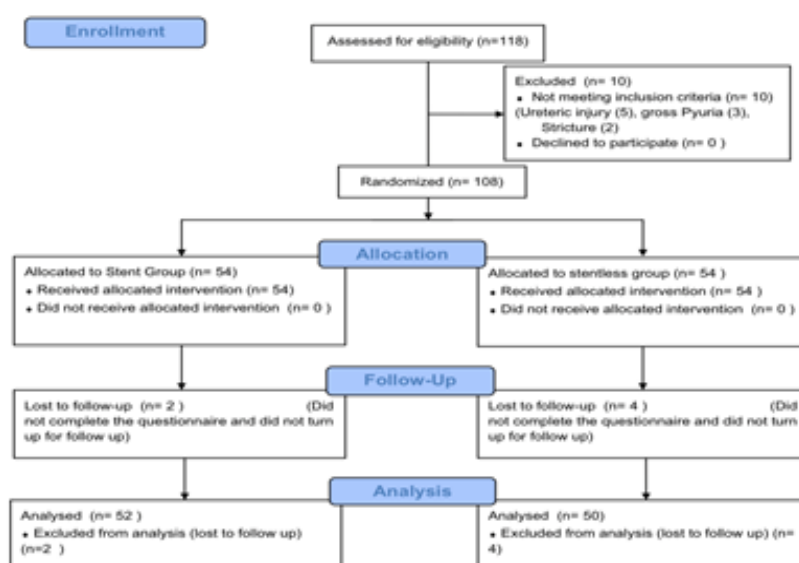 Enrollment
Assessed for eligibility (n=118)
Excluded (n= 10)
• Not meeting inclusion criteria (n= 10)
(Ureteric injury (5), gross Pyuria (3),
Stricture (2)
• Declined to participate (n= 0 )
Randomized (n= 108)
Allocation
Allocated to Stent Group (n= 54)
• Received allocated intervention (n= 54)
• Did not receive allocated intervention (n= 0 )
Allocated to stentless group (n= 54 )
• Received allocated intervention (n= 54 )
• Did not receive allocated intervention (n= 0 )
Follow-Up
Lost to follow-up (n= 2 ) (Did
not complete the questionnaire and did not turn
up for follow up)
Lost to follow-up (n= 4 ) (Did
not complete the questionnaire and did not turn
up for follow up)
Analysis
Analysed (n= 52 )
• Excluded from analysis (lost to follow up)
(n=2 )
Analysed (n= 50)
• Excluded from analysis (lost to follow up) (n=
4)